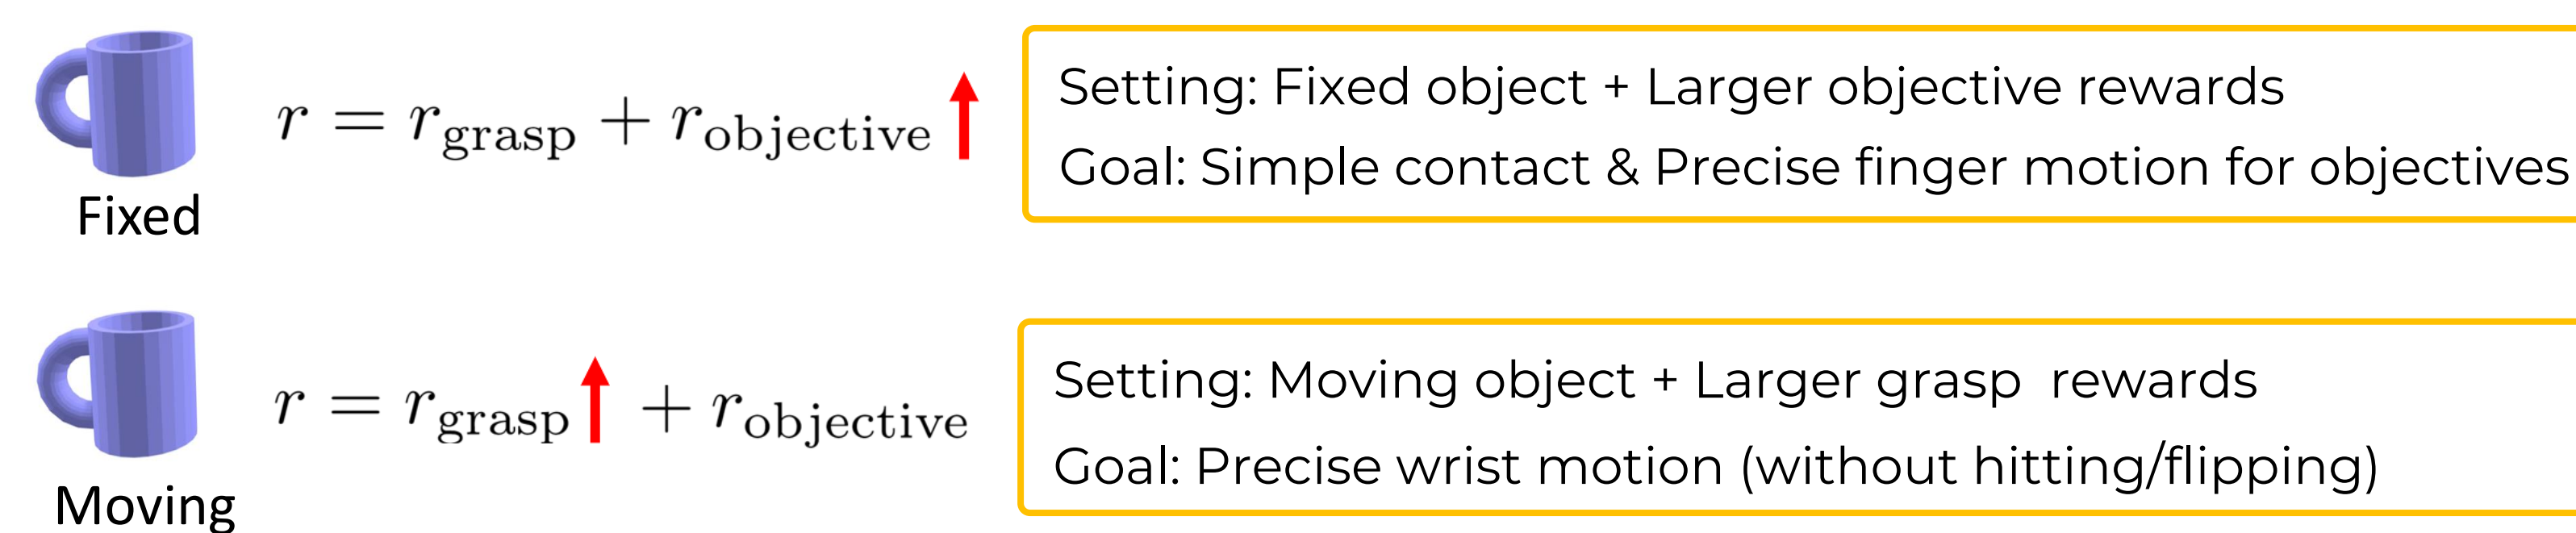 r = r_grasp + r_objective
Setting: Fixed object + Larger objective rewards
Goal: Simple contact & Precise finger motion for objectives
Fixed
r = r_grasp + r_objective
Setting: Moving object + Larger grasp rewards
Goal: Precise wrist motion (without hitting/flipping)
Moving